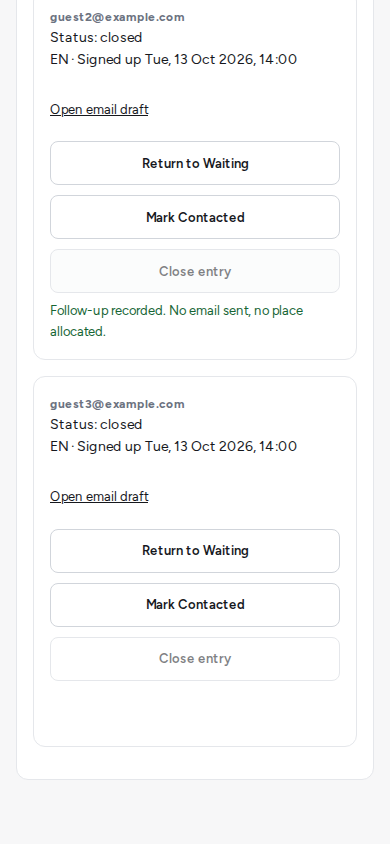 guest2@example.com
Status: closed
EN · Signed up Tue, 13 Oct 2026, 14:00
Open email draft
Return to Waiting
Mark Contacted
Close entry
Follow-up recorded. No email sent, no place
allocated.
guest3@example.com
Status: closed
EN · Signed up Tue, 13 Oct 2026, 14:00
Open email draft
Return to Waiting
Mark Contacted
Close entry